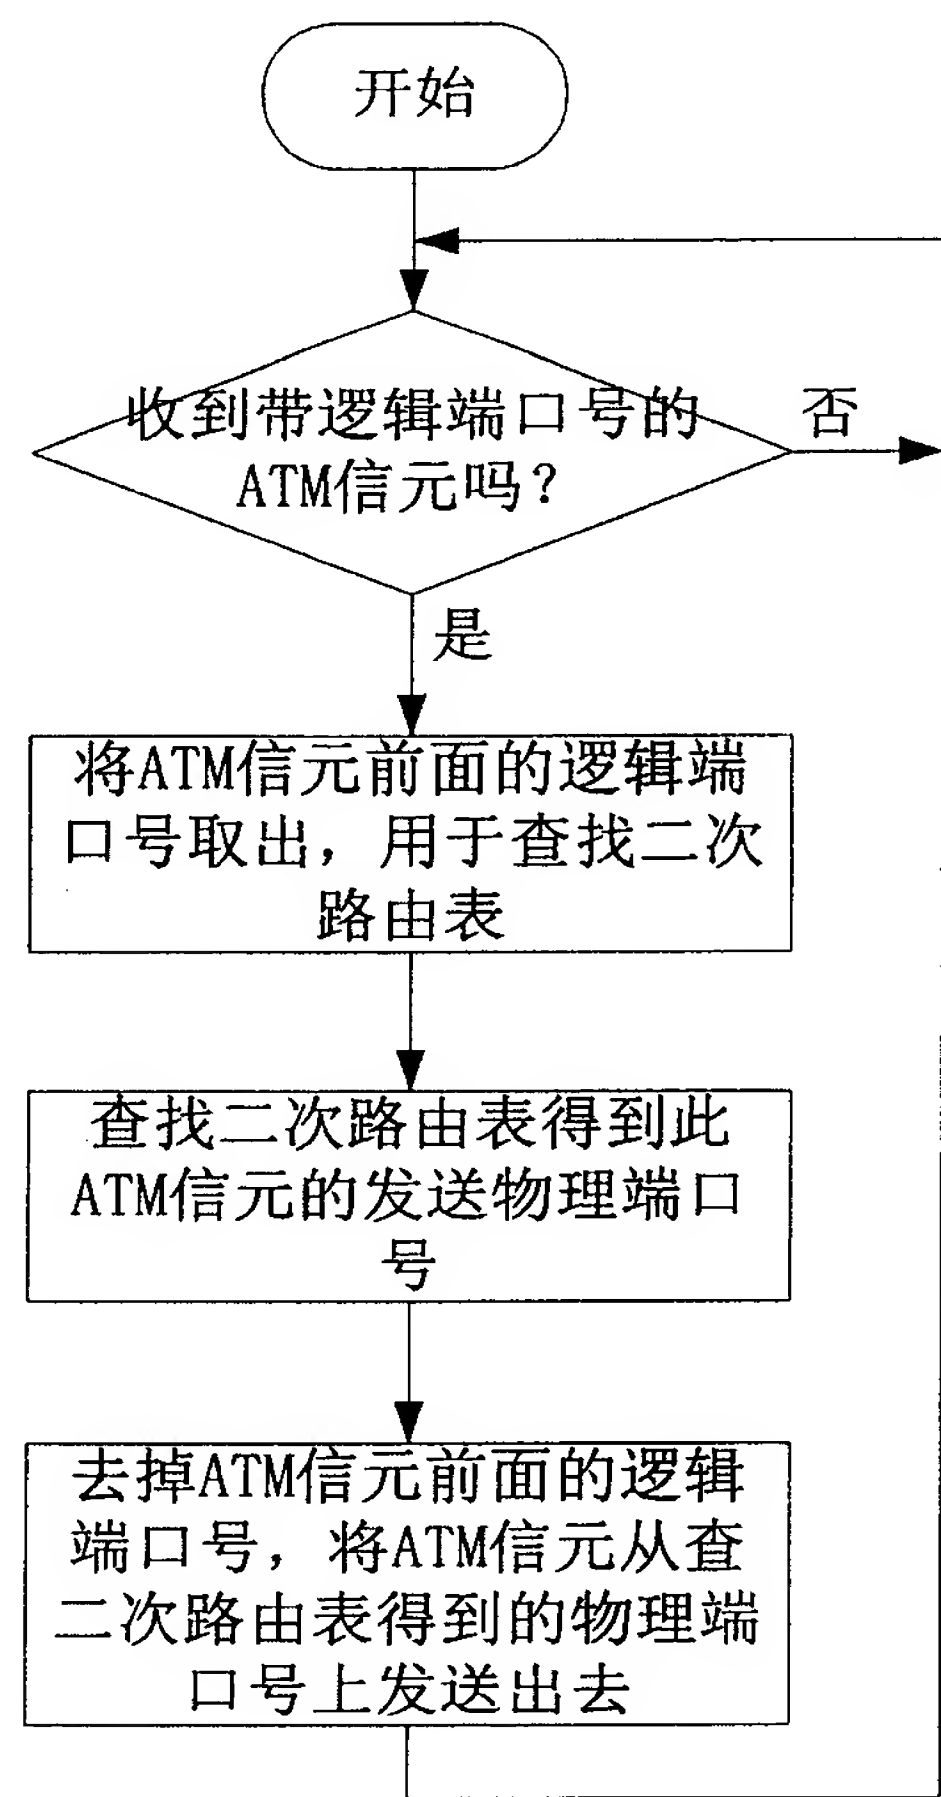 开始
收到带逻辑端口号的
否
ATM信元吗？
是
将ATM信元前面的逻辑端
口号取出，用于查找二次
路由表
查找二次路由表得到此
ATM信元的发送物理端口
号
去掉ATM信元前面的逻辑
端口号，将ATM信元从查
二次路由表得到的物理端
口号上发送出去